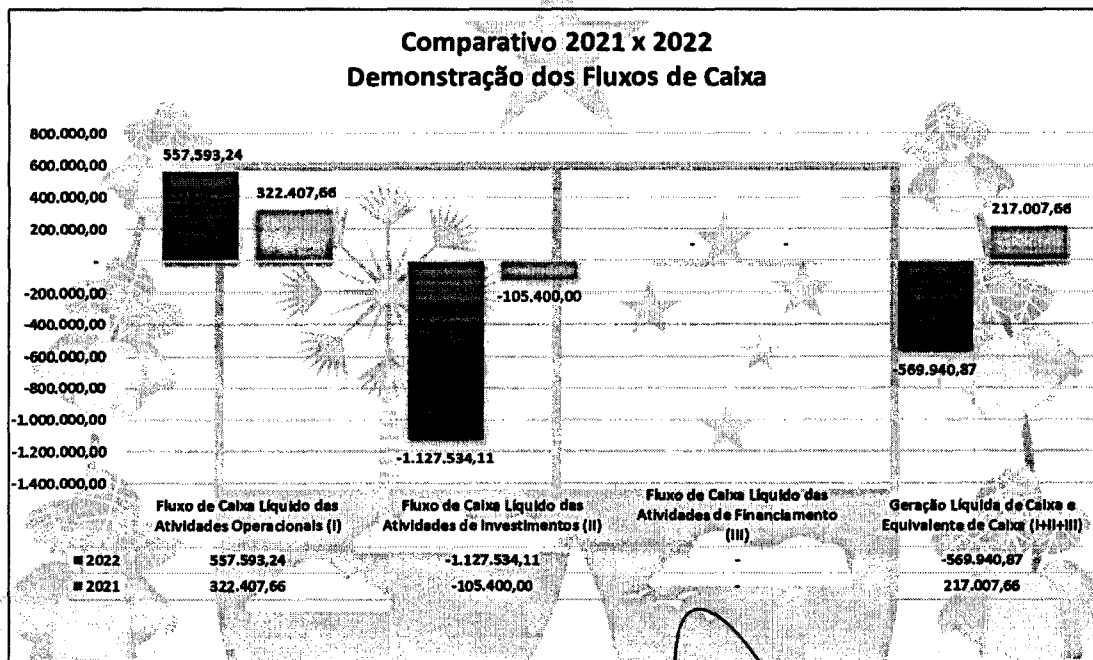 Comparativo 2021 x 2022
Demonstração dos Fluxos de Caixa
800.000,00
600.000,00
400.000,00
200.000,00
-
-200.000,00
-400.000,00
-600.000,00
-800.000,00
-1.000.000,00
-1.200.000,00
-1.400.000,00
557.593,24
322.407,66
-1.127.534,11
-105.400,00
-
-
-569.940,87
217.007,66
Fluxo de Caixa Líquido das
Atividades Operacionais (I)
Fluxo de Caixa Líquido das
Atividades de Investimentos (II)
Fluxo de Caixa Líquido das
Atividades de Financiamento
(III)
Geração Líquida de Caixa e
Equivalente de Caixa (I+II+III)
2022 557.593,24 -1.127.534,11 - -569.940,87
2021 322.407,66 -105.400,00 - 217.007,66